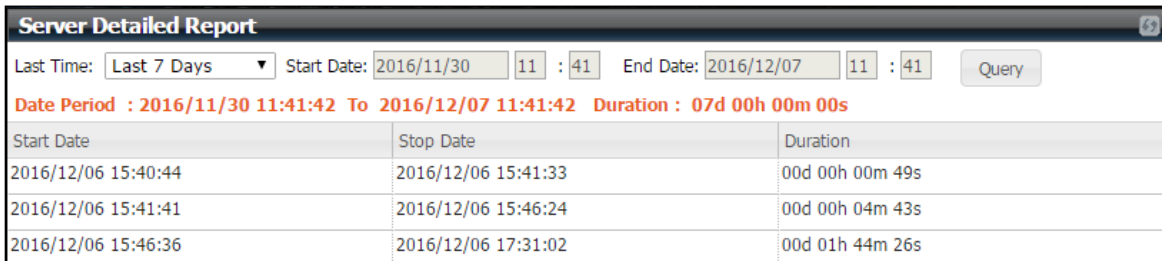 Server Detailed Report
Last Time: Last 7 Days Start Date: 2016/11/30 11 : 41 End Date: 2016/12/07 11 : 41 Query
Date Period : 2016/11/30 11:41:42 To 2016/12/07 11:41:42 Duration : 07d 00h 00m 00s
Start Date Stop Date Duration
2016/12/06 15:40:44 2016/12/06 15:41:33 00d 00h 00m 49s
2016/12/06 15:41:41 2016/12/06 15:46:24 00d 00h 04m 43s
2016/12/06 15:46:36 2016/12/06 17:31:02 00d 01h 44m 26s